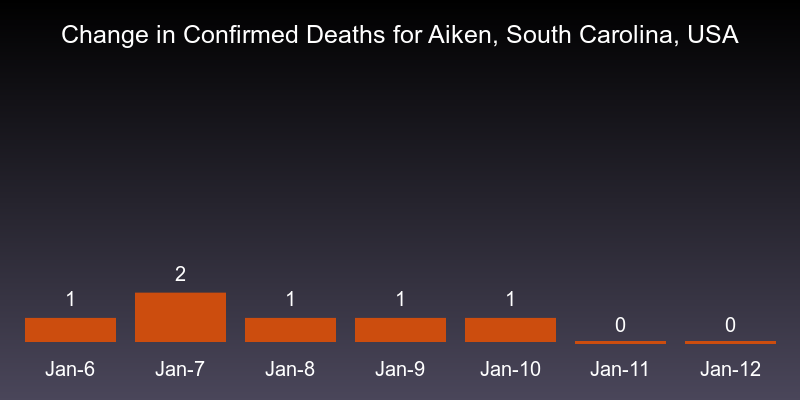 Change in Confirmed Deaths for Aiken, South Carolina, USA
1 2 1 1 1 0 0
Jan-6 Jan-7 Jan-8 Jan-9 Jan-10 Jan-11 Jan-12